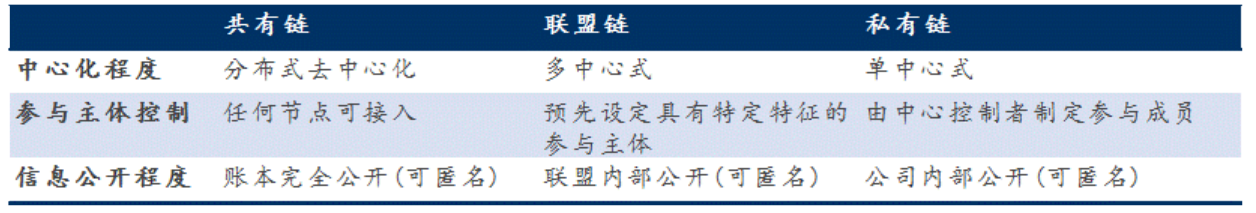 共有链 联盟链 私有链
中心化程度 分布式去中心化 多中心式 单中心式
参与主体控制 任何节点可接入 预先设定具有特定特征的 由中心控制者制定参与成员
参与主体
信息公开程度 账本完全公开(可匿名) 联盟内部公开(可匿名) 公司内部公开(可匿名)